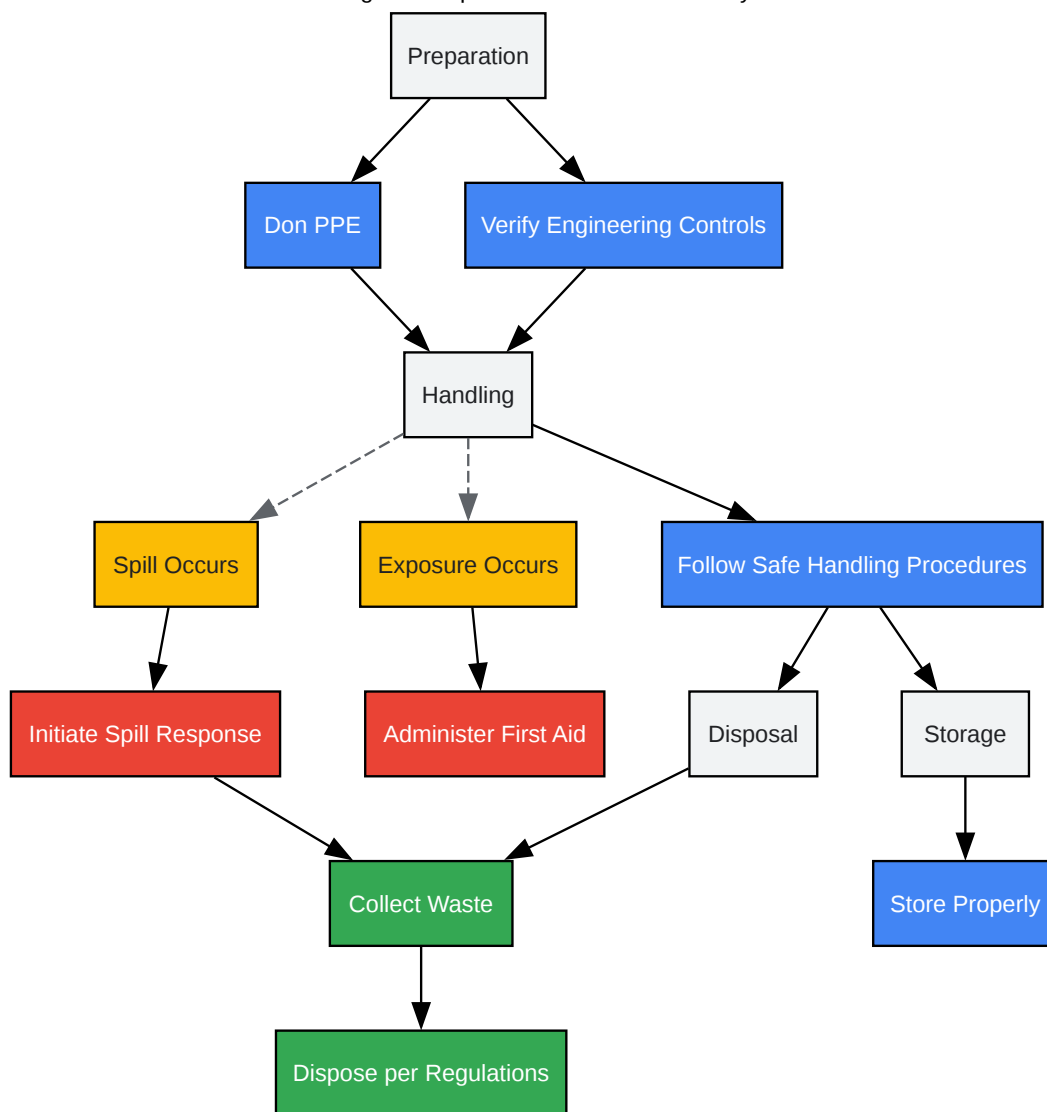 Preparation
Don PPE
Verify Engineering Controls
Handling
Spill Occurs
Exposure Occurs
Follow Safe Handling Procedures
Initiate Spill Response
Administer First Aid
Disposal
Storage
Collect Waste
Store Properly
Dispose per Regulations